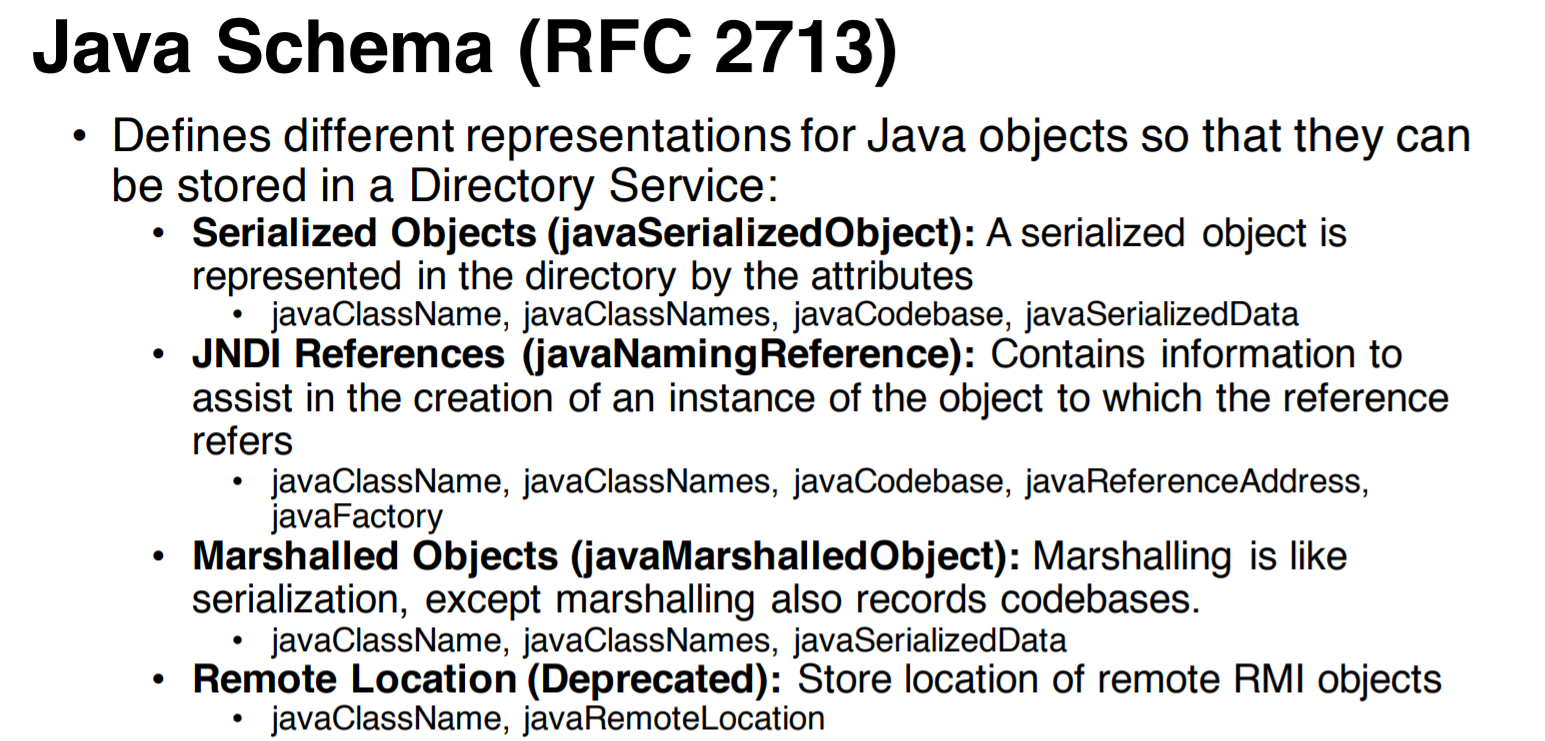 Java Schema (RFC 2713)
• Defines different representations for Java objects so that they can
be stored in a Directory Service:
• Serialized Objects (javaSerializedObject): A serialized object is
represented in the directory by the attributes
• javaClassName, javaClassNames, javaCodebase, javaSerializedData
• JNDI References (javaNamingReference): Contains information to
assist in the creation of an instance of the object to which the reference
refers
• javaClassName, javaClassNames, javaCodebase, javaReferenceAddress,
javaFactory
• Marshalled Objects (javaMarshalledObject): Marshalling is like
serialization, except marshalling also records codebases.
• javaClassName, javaClassNames, javaSerializedData
• Remote Location (Deprecated): Store location of remote RMI objects
• javaClassName, javaRemoteLocation